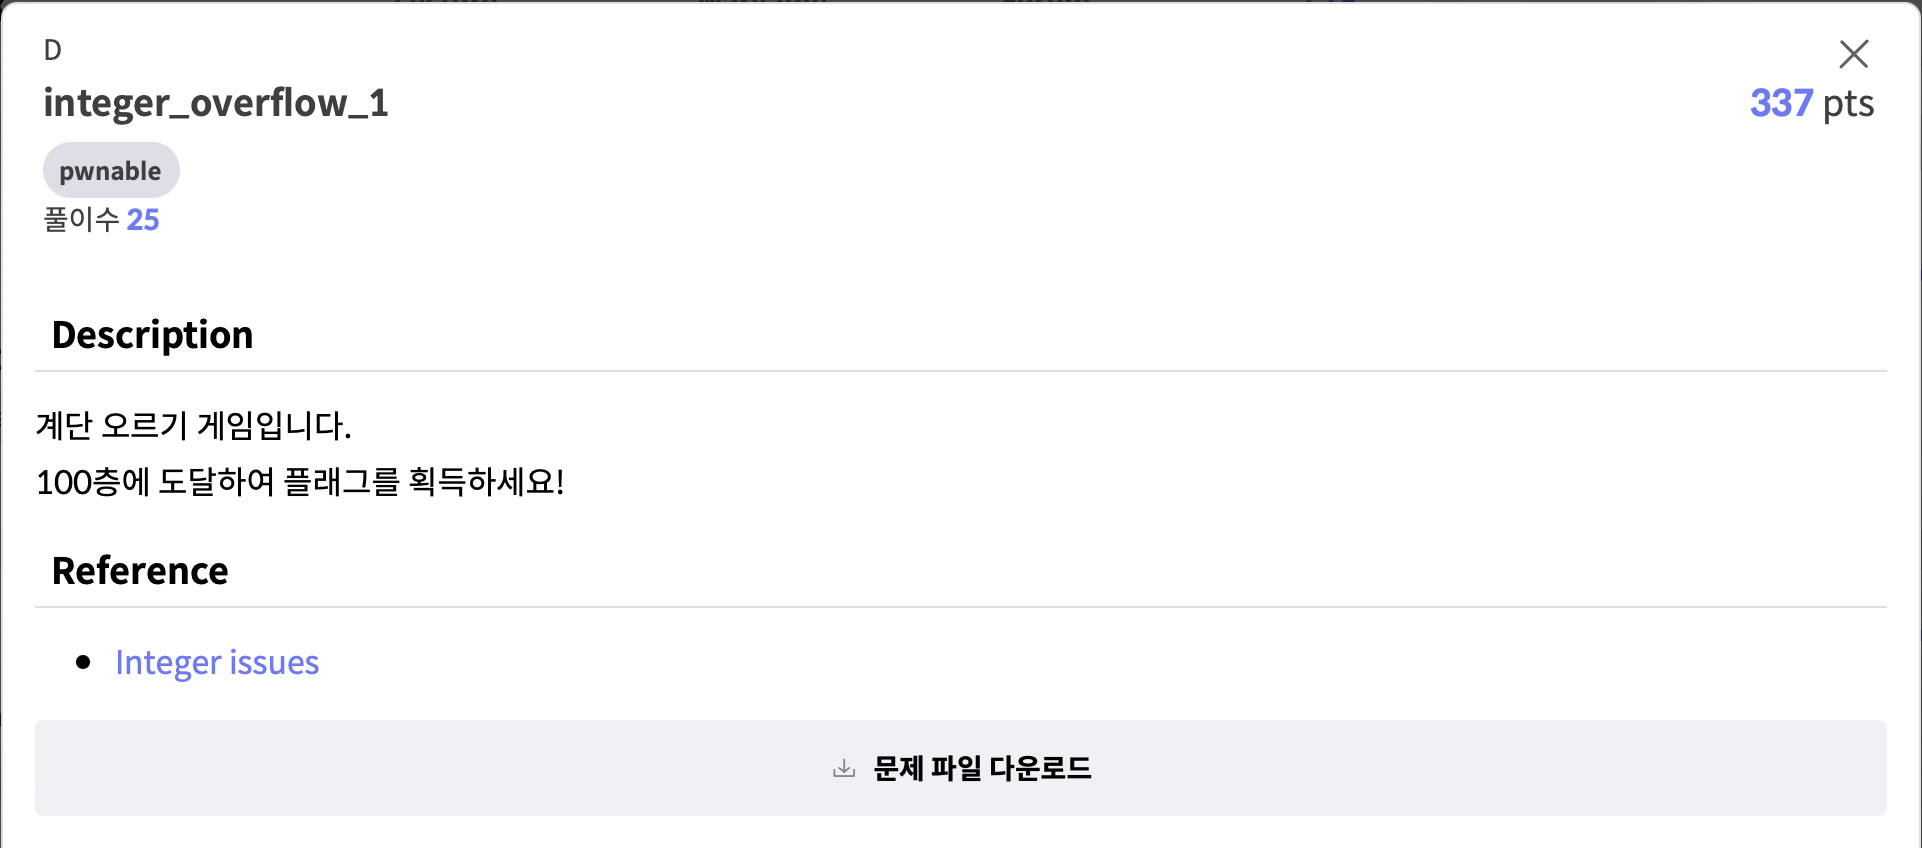 D
integer_overflow_1
337 pts
pwnable
풀이수 25
Description
계단 오르기 게임입니다.
100층에 도달하여 플래그를 획득하세요!
Reference
Integer issues
문제 파일 다운로드